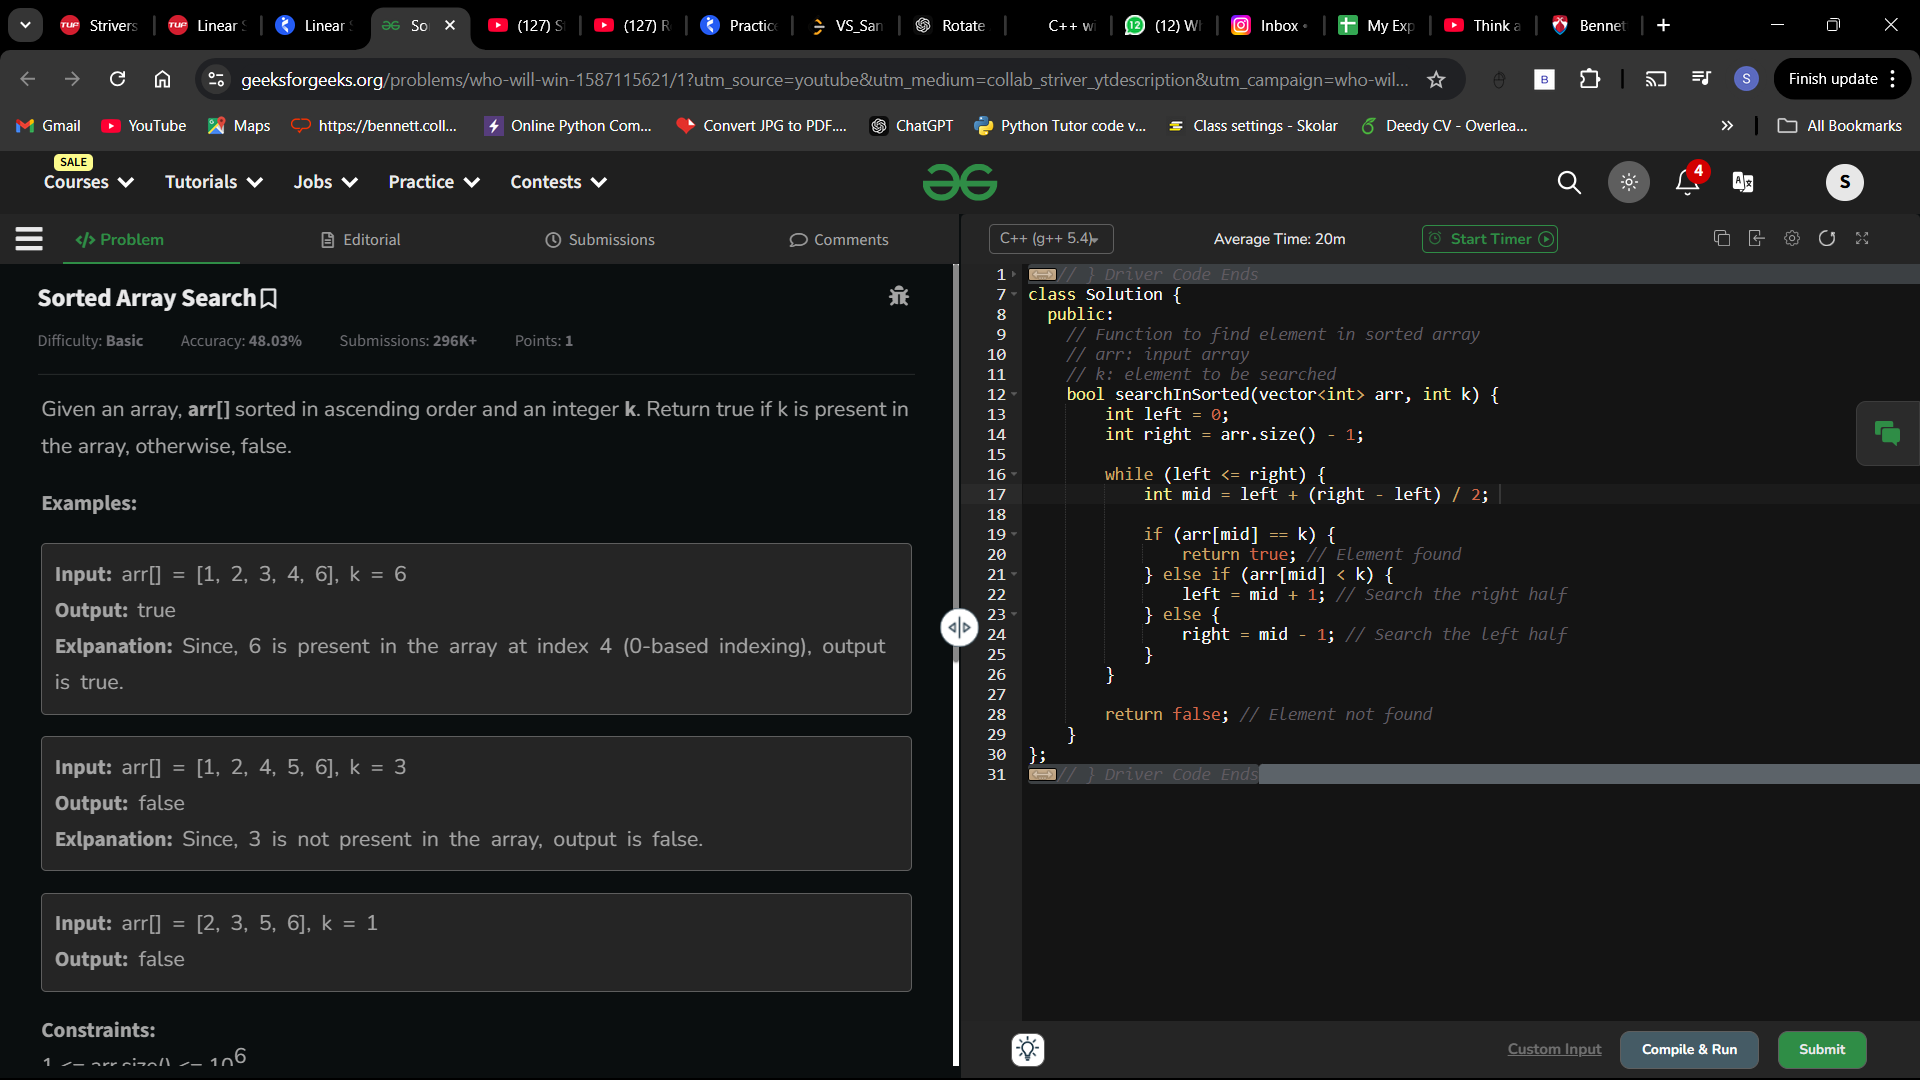 Strivers
Linear S
Linear S
So
(127) S
(127) R
Practic
VS_San
Rotate
C++ wi
(12) Wh
Inbox •
My Exp
Think a
Bennet
geeksforgeeks.org/problems/who-will-win-1587115621/1?utm_source=youtube&utm_medium=collab_striver_ytdescription&utm_campaign=who-wil...
B
S
Finish update
Gmail
YouTube
Maps
https://bennett.coll...
Online Python Com...
Convert JPG to PDF....
ChatGPT
Python Tutor code v...
Class settings - Skolar
Deedy CV - Overlea...
All Bookmarks
SALE
Courses
Tutorials
Jobs
Practice
Contests
4
S
</> Problem
Editorial
Submissions
Comments
C++ (g++ 5.4)
Average Time: 20m
Start Timer
Sorted Array Search
Difficulty: Basic Accuracy: 48.03% Submissions: 296K+ Points: 1
Given an array, arr[] sorted in ascending order and an integer k. Return true if k is present in
the array, otherwise, false.
Examples:
Input: arr[] = [1, 2, 3, 4, 6], k = 6
Output: true
Exlpanation: Since, 6 is present in the array at index 4 (0-based indexing), output
is true.
Input: arr[] = [1, 2, 4, 5, 6], k = 3
Output: false
Exlpanation: Since, 3 is not present in the array, output is false.
Input: arr[] = [2, 3, 5, 6], k = 1
Output: false
Constraints:
1 <= arr.size() <= 10^6
1 // } Driver Code Ends
7 class Solution {
8 public:
9 // Function to find element in sorted array
10 // arr: input array
11 // k: element to be searched
12 bool searchInSorted(vector<int> arr, int k) {
13 int left = 0;
14 int right = arr.size() - 1;
15
16 while (left <= right) {
17 int mid = left + (right - left) / 2;
18
19 if (arr[mid] == k) {
20 return true; // Element found
21 } else if (arr[mid] < k) {
22 left = mid + 1; // Search the right half
23 } else {
24 right = mid - 1; // Search the left half
25 }
26 }
27
28 return false; // Element not found
29 }
30 };
31 // } Driver Code Ends
Custom Input
Compile & Run
Submit